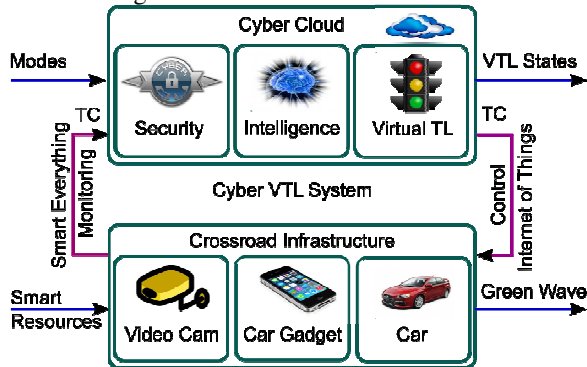 Cyber Cloud
Modes
VTL States
CYBER
Security
Intelligence
Virtual TL
TC
TC
Smart Everything
Monitoring
Control
Internet of Things
Cyber VTL System
Crossroad Infrastructure
Smart
Resources
Green Wave
Video Cam
Car Gadget
Car